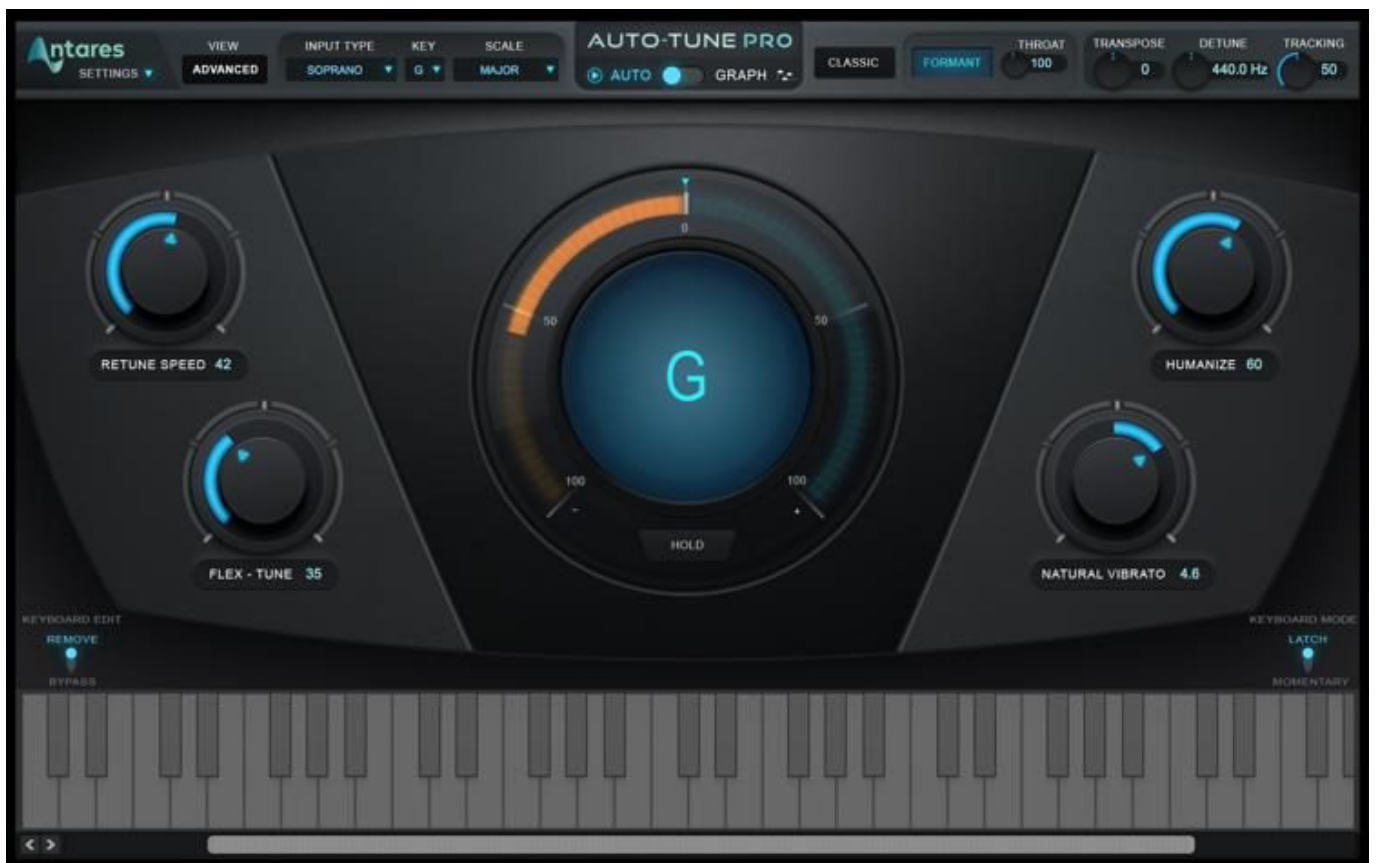 Antares
SETTINGS
VIEW
ADVANCED
INPUT TYPE
SOPRANO
KEY
G
SCALE
MAJOR
AUTO-TUNE PRO
AUTO
GRAPH
CLASSIC
FORMANT
THROAT
100
TRANSPOSE
0
DETUNE
440.0 Hz
TRACKING
50
0
50
50
100
100
-
+
G
HOLD
RETUNE SPEED 42
FLEX - TUNE 35
HUMANIZE 60
NATURAL VIBRATO 4.6
KEYBOARD EDIT
REMOVE
BYPASS
KEYBOARD MODE
LATCH
MOMENTARY